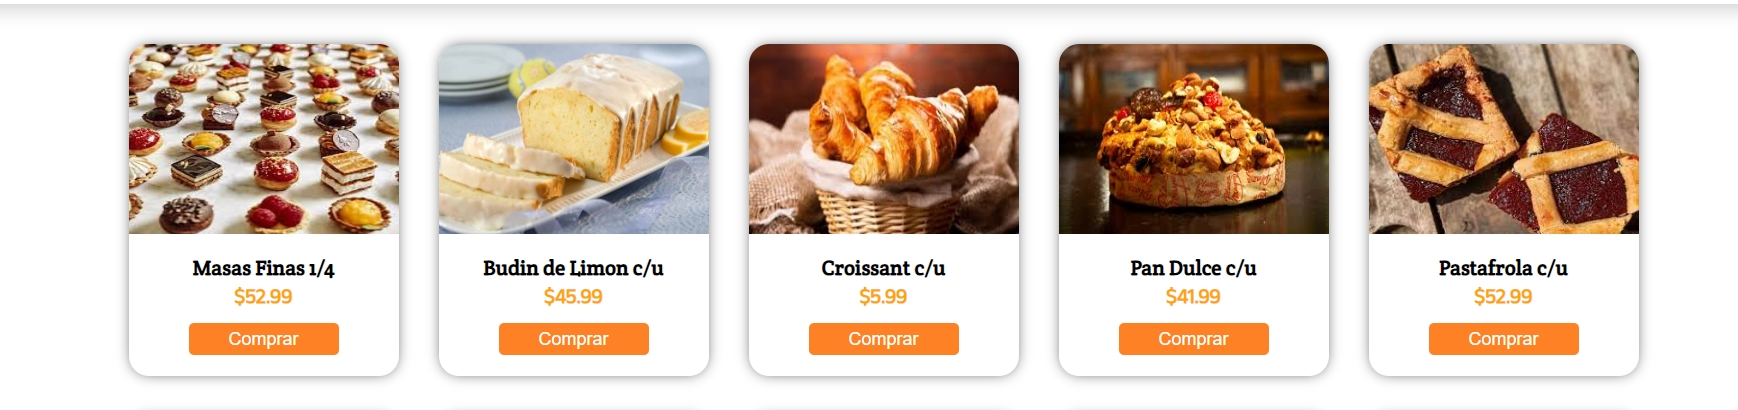 Masas Finas 1/4
$52.99
Comprar
Budin de Limon c/u
$45.99
Comprar
Croissant c/u
$5.99
Comprar
Pan Dulce c/u
$41.99
Comprar
Pastafrola c/u
$52.99
Comprar